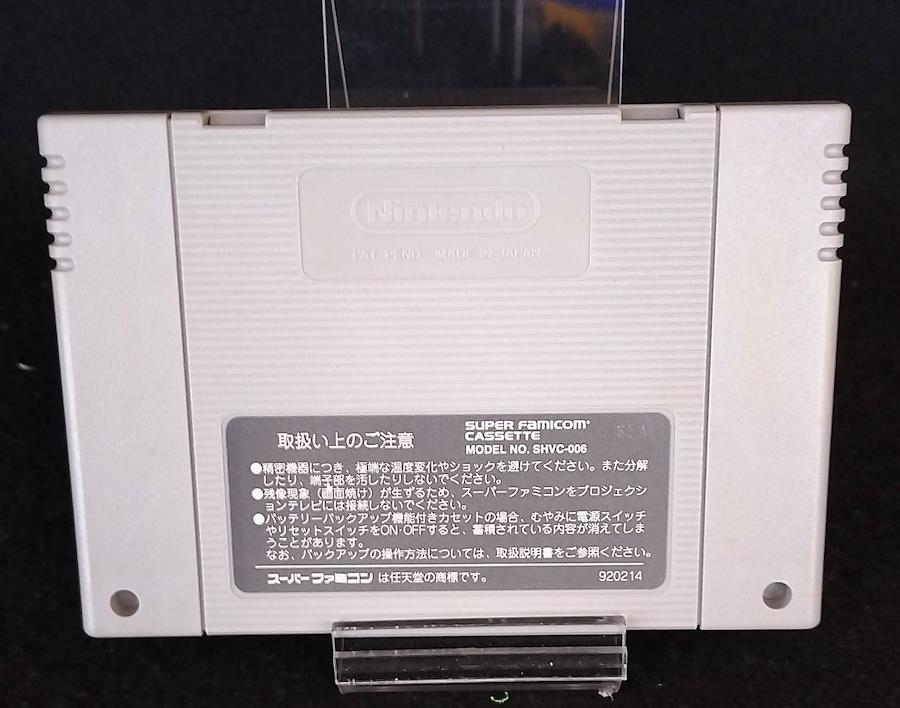 Nintendo
PAT. PEND. MADE IN JAPAN
取扱い上のご注意
SUPER FAMICOM®
CASSETTE
MODEL NO. SHVC-006
●精密機器につき、極端な温度変化やショックを避けてください。また分解
したり、端子部を汚したりしないでください。
●残像現象（画面焼け）が生ずるため、スーパーファミコンをプロジェクシ
ョンテレビには接続しないでください。
●バッテリーバックアップ機能付きカセットの場合、むやみに電源スイッチ
やリセットスイッチをON・OFFすると、蓄積されている内容が消えてしま
うことがあります。
なお、バックアップの操作方法については、取扱説明書をご参照ください。
スーパーファミコン は任天堂の商標です。
920214